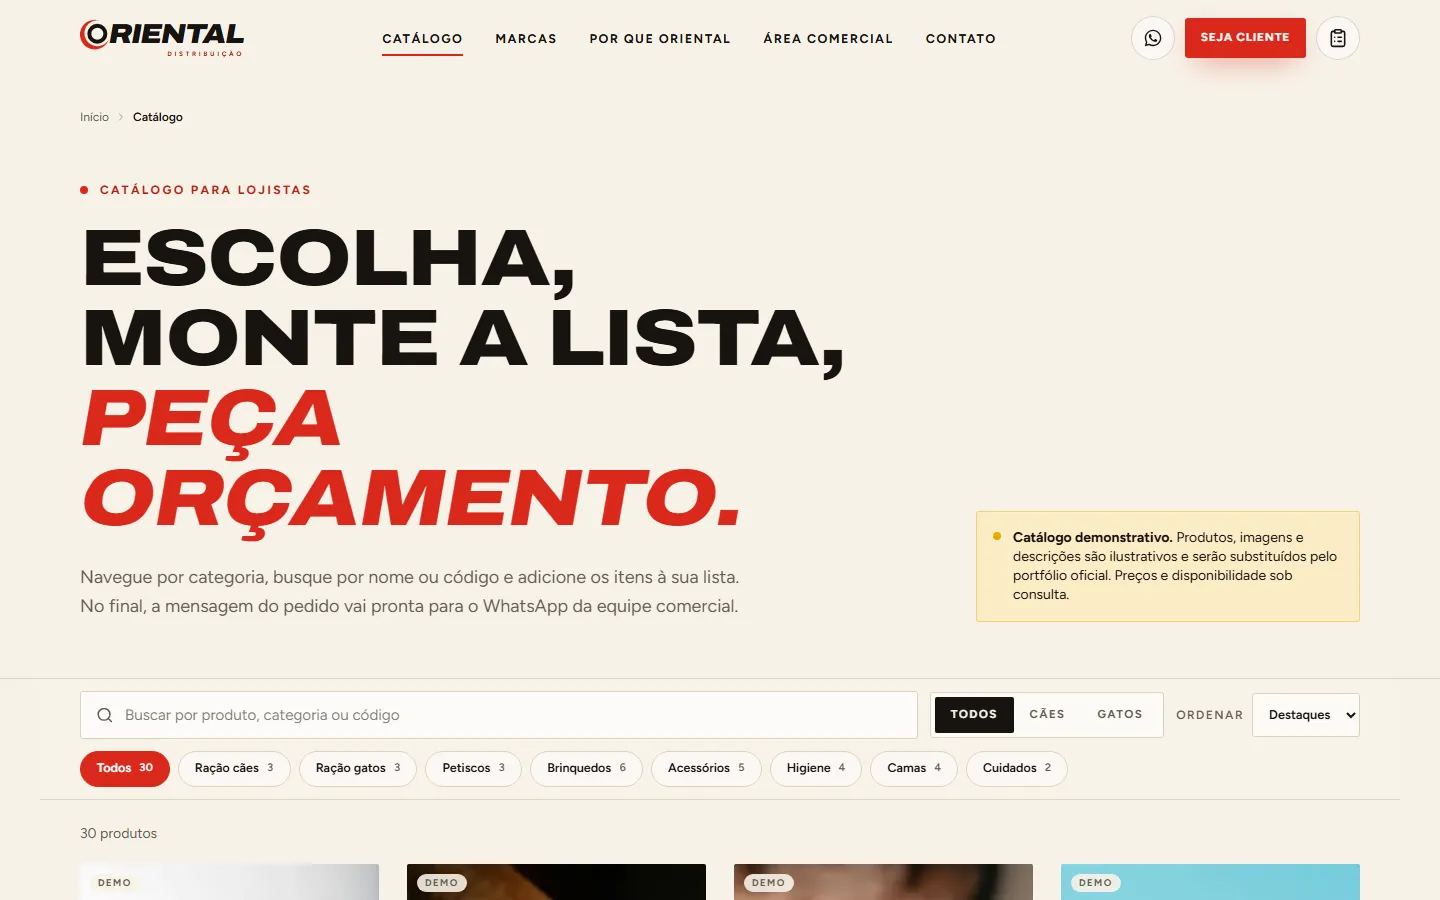 ORIENTAL
DISTRIBUIÇÃO
CATÁLOGO
MARCAS
POR QUE ORIENTAL
ÁREA COMERCIAL
CONTATO
SEJA CLIENTE
Início
Catálogo
CATÁLOGO PARA LOJISTAS
ESCOLHA,
MONTE A LISTA,
PEÇA
ORÇAMENTO.
Navegue por categoria, busque por nome ou código e adicione os itens à sua lista.
No final, a mensagem do pedido vai pronta para o WhatsApp da equipe comercial.
Catálogo demonstrativo. Produtos, imagens e
descrições são ilustrativos e serão substituídos pelo
portfólio oficial. Preços e disponibilidade sob
consulta.
Buscar por produto, categoria ou código
TODOS
CÃES
GATOS
ORDENAR
Destaques
Todos 30
Ração cães 3
Ração gatos 3
Petiscos 3
Brinquedos 6
Acessórios 5
Higiene 4
Camas 4
Cuidados 2
30 produtos
DEMO
DEMO
DEMO
DEMO